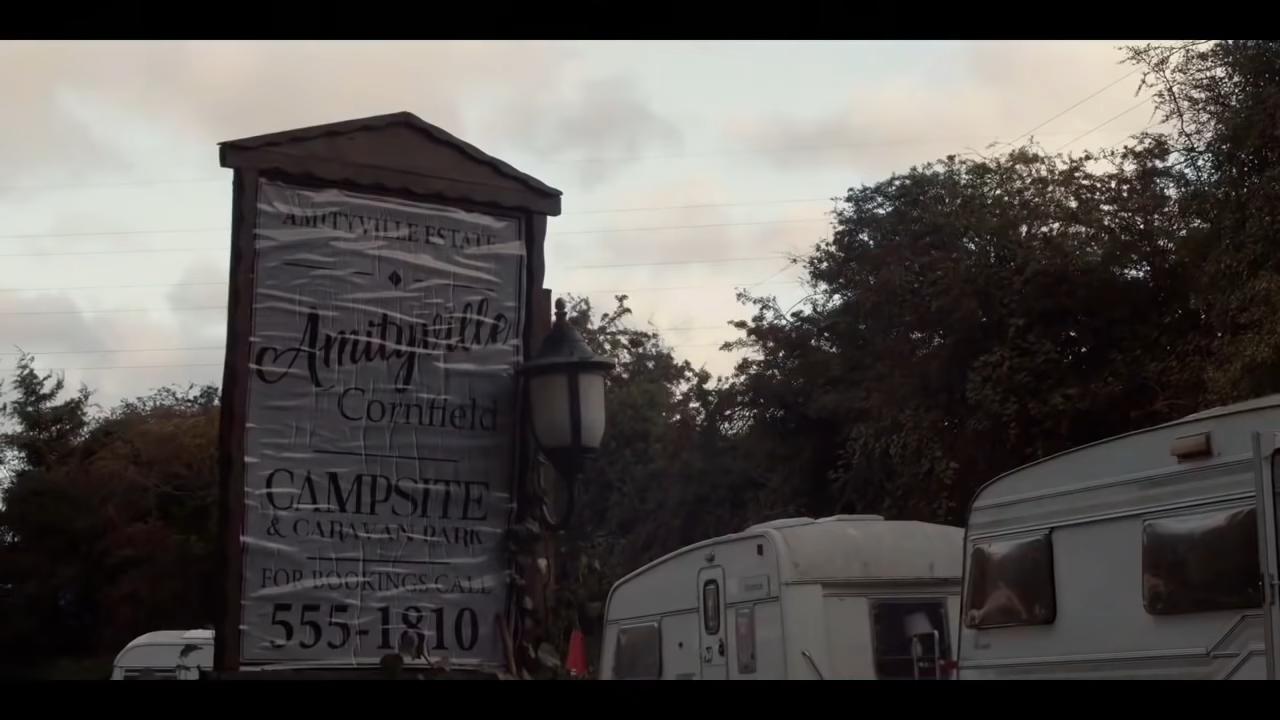 AMITYVILLE ESTATE
Amityville
Cornfield
CAMPSITE
& CARAVAN PARK
FOR BOOKINGS CALL
555-1810